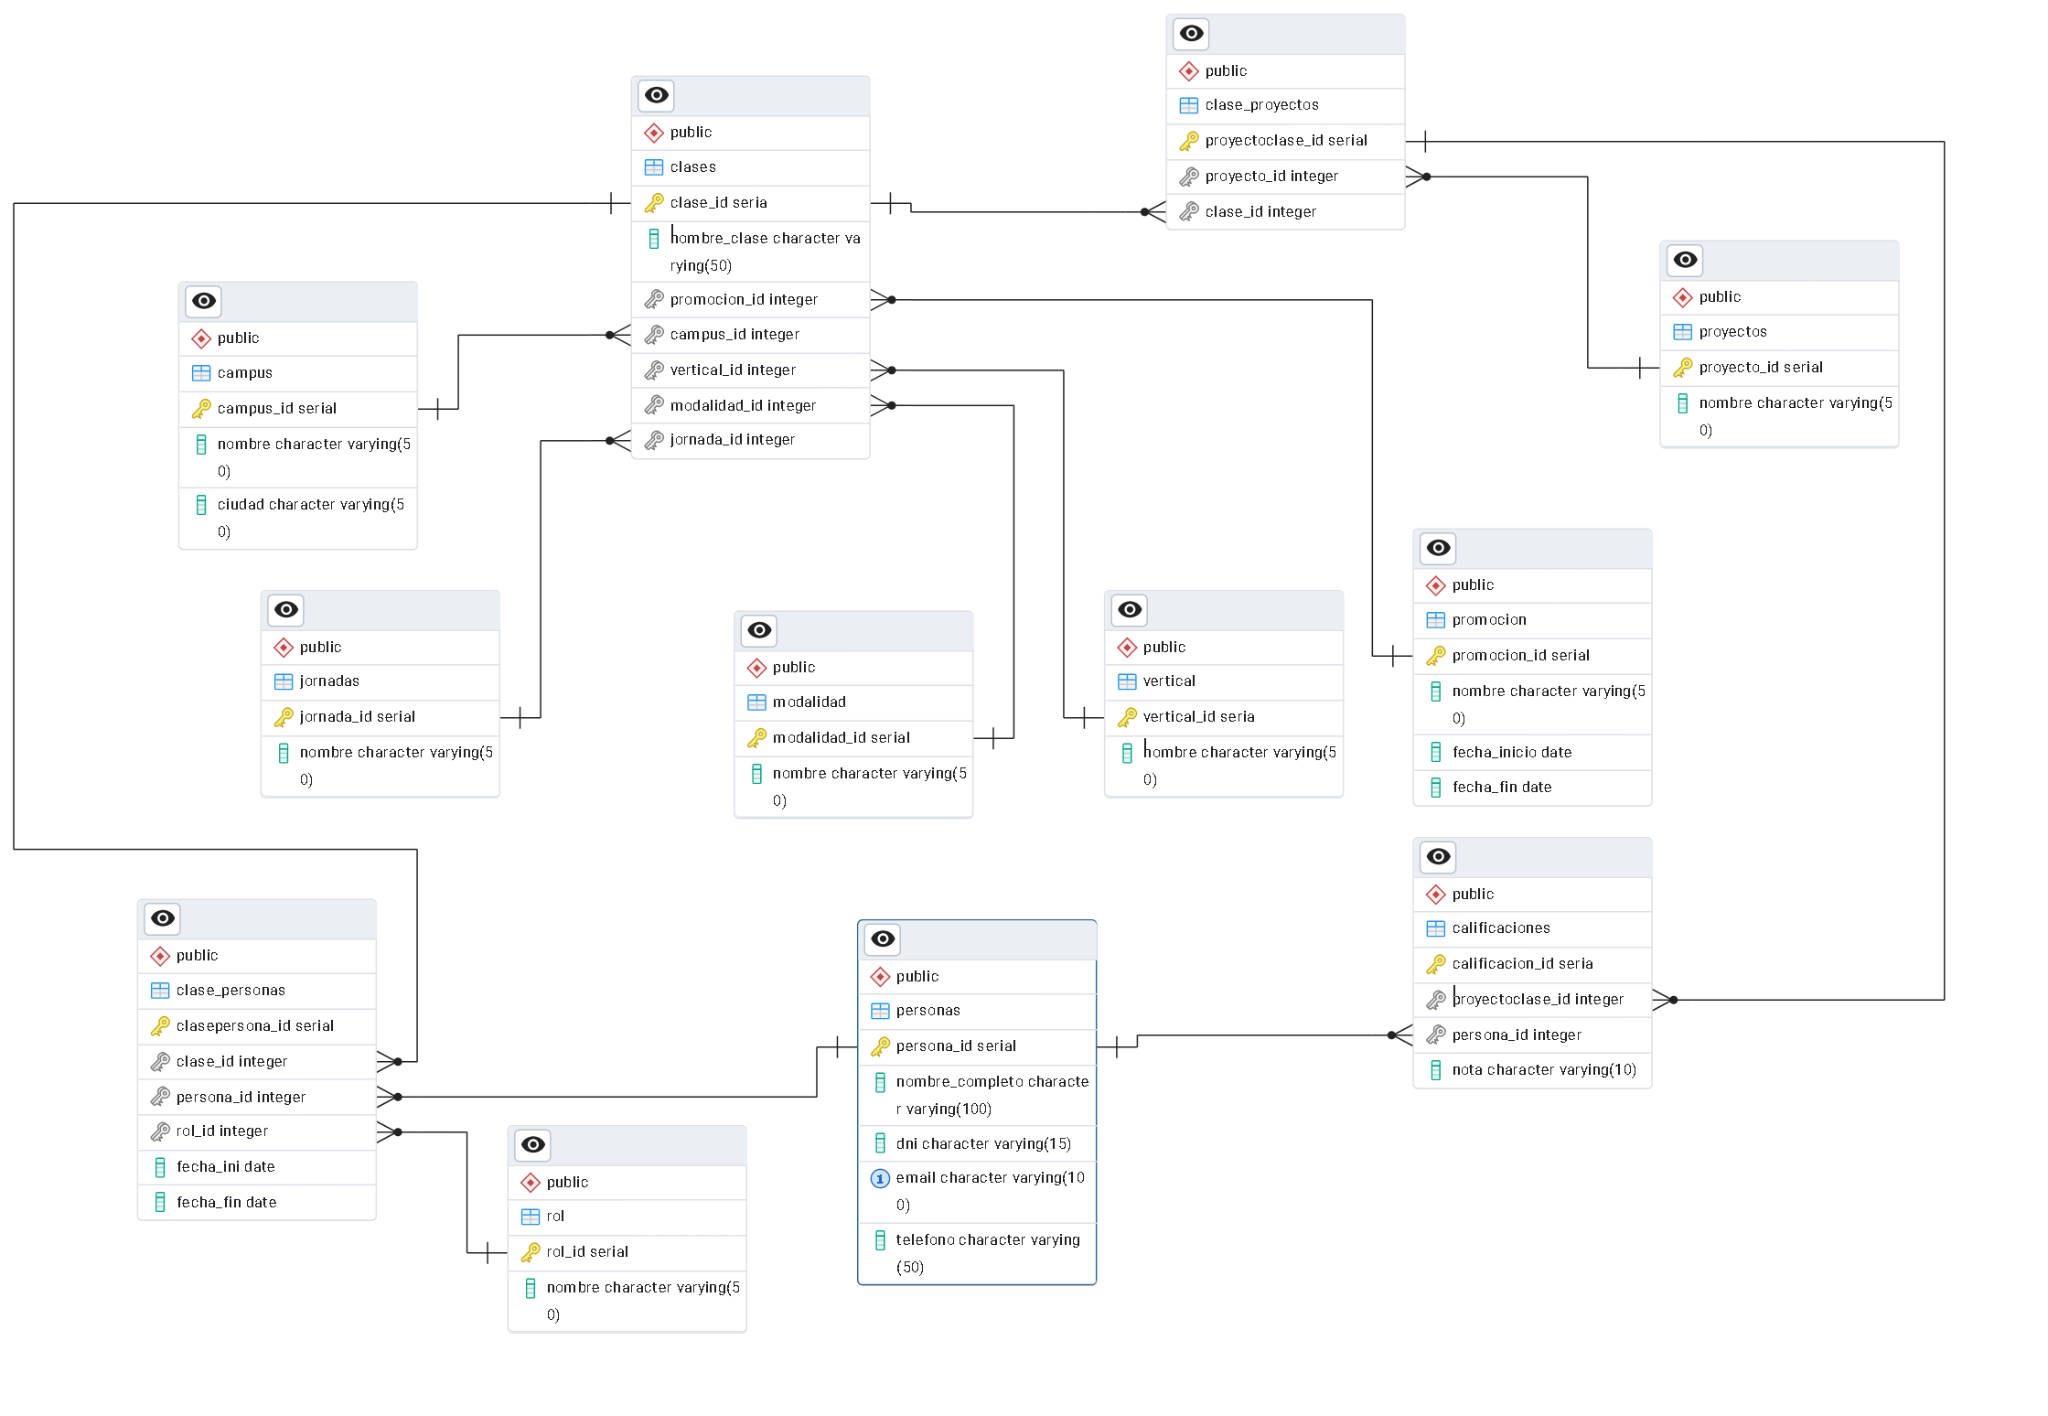 public
clase_proyectos
proyectoclase_id serial
proyecto_id integer
clase_id integer
public
clases
clase_id seria
nombre_clase character va
rying(50)
promocion_id integer
campus_id integer
vertical_id integer
modalidad_id integer
jornada_id integer
public
proyectos
proyecto_id serial
nombre character varying(5
0)
public
campus
campus_id serial
nombre character varying(5
0)
ciudad character varying(5
0)
public
jornadas
jornada_id serial
nombre character varying(5
0)
public
modalidad
modalidad_id serial
nombre character varying(5
0)
public
vertical
vertical_id seria
nombre character varying(5
0)
public
promocion
promocion_id serial
nombre character varying(5
0)
fecha_inicio date
fecha_fin date
public
clase_personas
clasepersona_id serial
clase_id integer
persona_id integer
rol_id integer
fecha_ini date
fecha_fin date
public
rol
rol_id serial
nombre character varying(5
0)
public
personas
persona_id serial
nombre_completo characte
r varying(100)
dni character varying(15)
1 email character varying(10
0)
telefono character varying
(50)
public
calificaciones
calificacion_id seria
proyectoclase_id integer
persona_id integer
nota character varying(10)